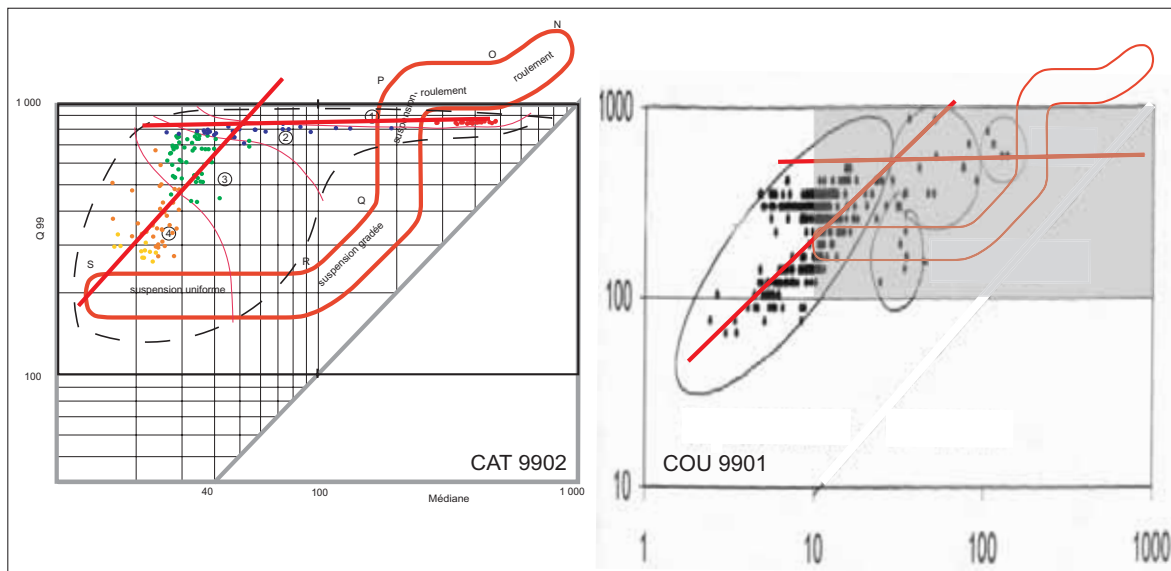 N
O
P
roulement
suspension- roulement
1 000
1
2
3
Q
Q 99
4
S
R
suspension uniforme
suspension gradée
100
CAT 9902
40
100
1 000
Médiane
1000
100
COU 9901
10
1
10
100
1000